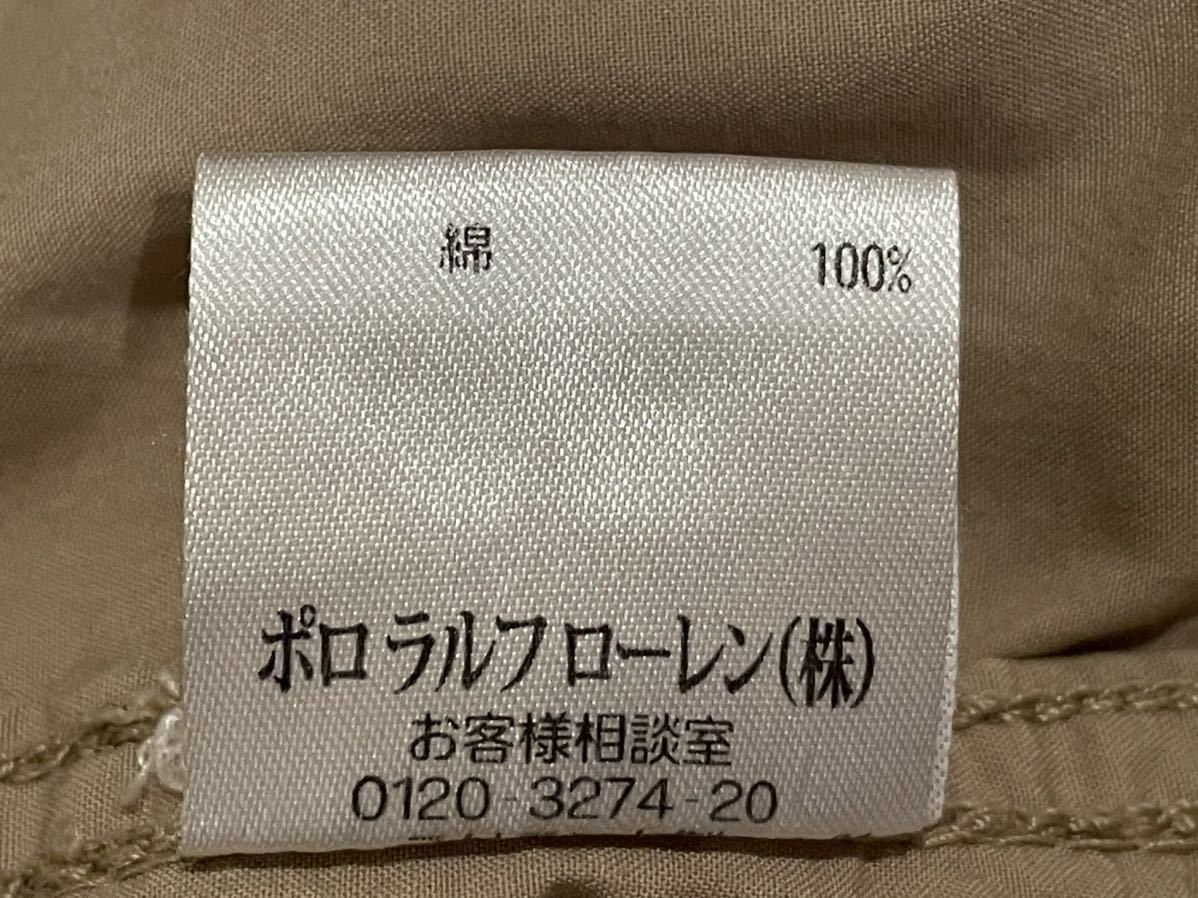 綿 100%
ポロ ラルフ ローレン(株)
お客様相談室
0120-3274-20